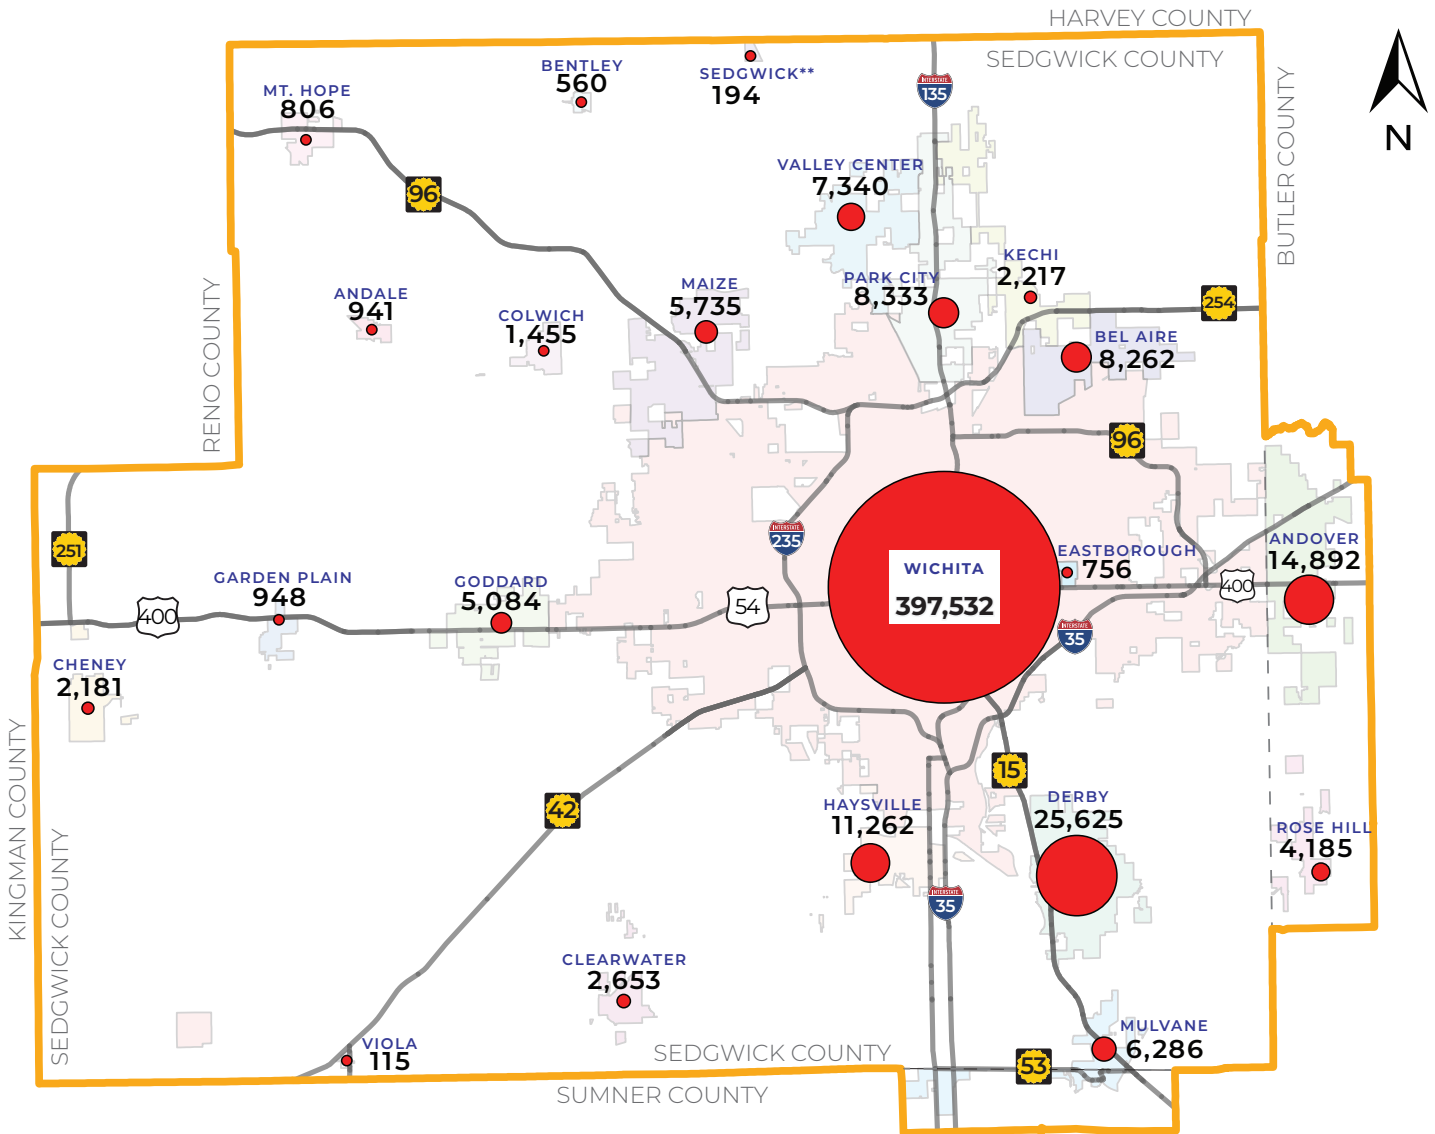 HARVEY COUNTY
SEDGWICK COUNTY
BENTLEY
560
SEDGWICK**
194
MT. HOPE
806
INTERSTATE
135
BUTLER COUNTY
N
VALLEY CENTER
7,340
96
KECHI
2,217
PARK CITY
8,333
MAIZE
5,735
ANDALE
941
COLWICH
1,455
254
BEL AIRE
8,262
RENO COUNTY
96
INTERSTATE
235
251
WICHITA
397,532
EASTBOROUGH
756
ANDOVER
14,892
GARDEN PLAIN
948
GODDARD
5,084
400
54
400
INTERSTATE
35
CHENEY
2,181
KINGMAN COUNTY
SEDGWICK COUNTY
42
15
HAYSVILLE
11,262
DERBY
25,625
ROSE HILL
4,185
INTERSTATE
35
CLEARWATER
2,653
VIOLA
115
SEDGWICK COUNTY
SUMNER COUNTY
53
MULVANE
6,286